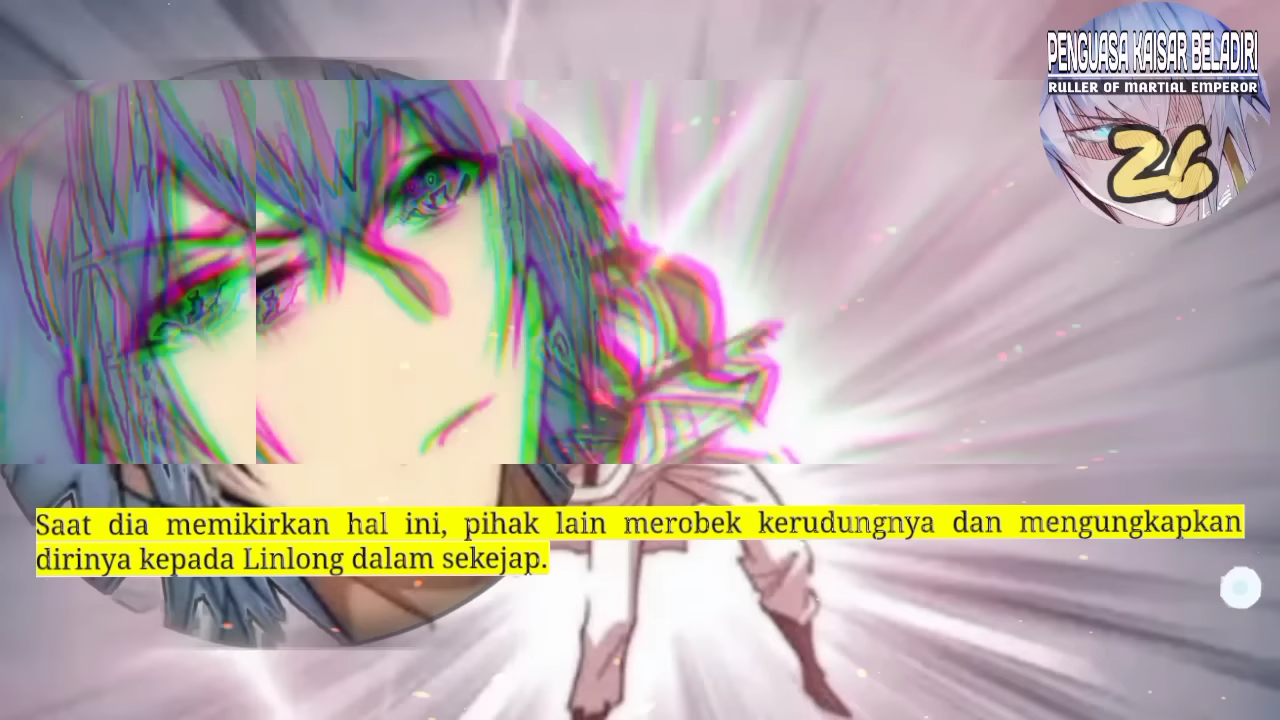 PENGUASA KAISAR BELADIRI
RULLER OF MARTIAL EMPEROR
26
Saat dia memikirkan hal ini, pihak lain merobek kerudungnya dan mengungkapkan
dirinya kepada Linlong dalam sekejap.